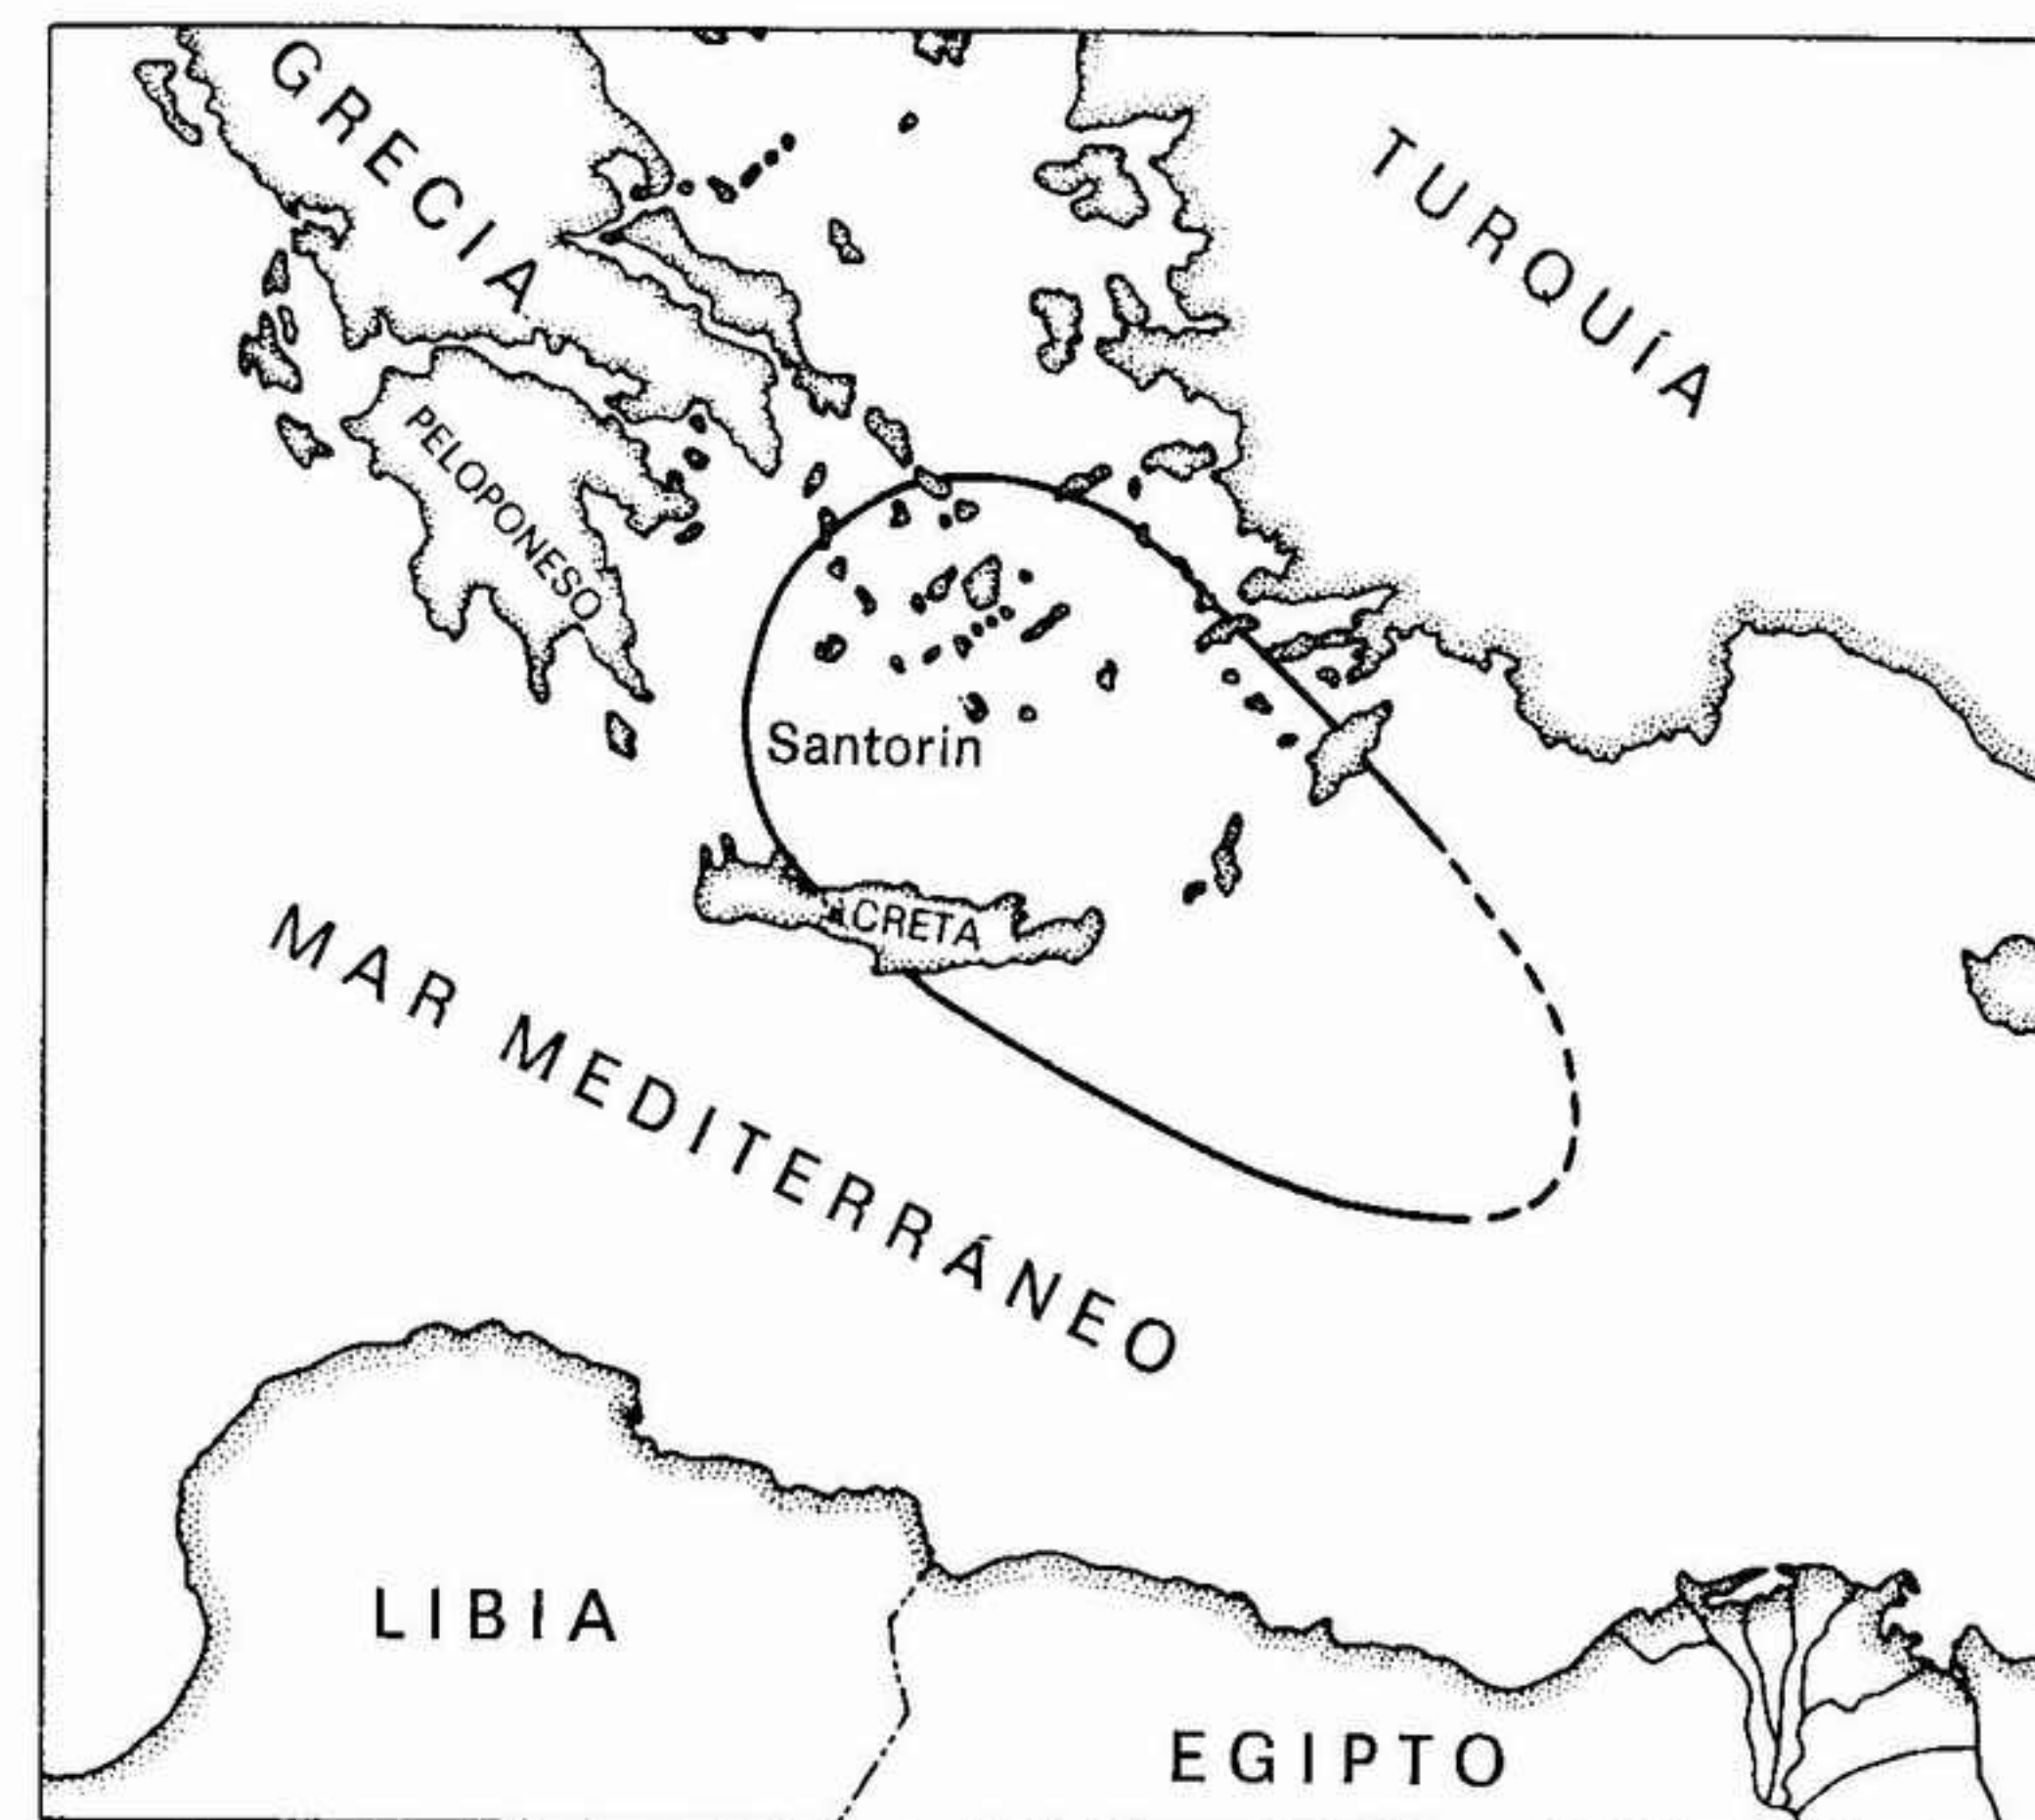 GRECIA
TURQUÍA
PELOPONESO
Santorin
CRETA
MAR MEDITERRÁNEO
LIBIA
EGIPTO